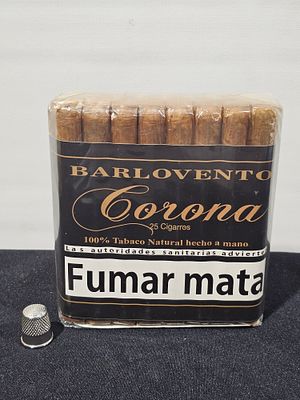 BARLOVENTO
Corona
25 Cigarros
100% Tabaco Natural hecho a mano
Las autoridades sanitarias advierte
Fumar mata